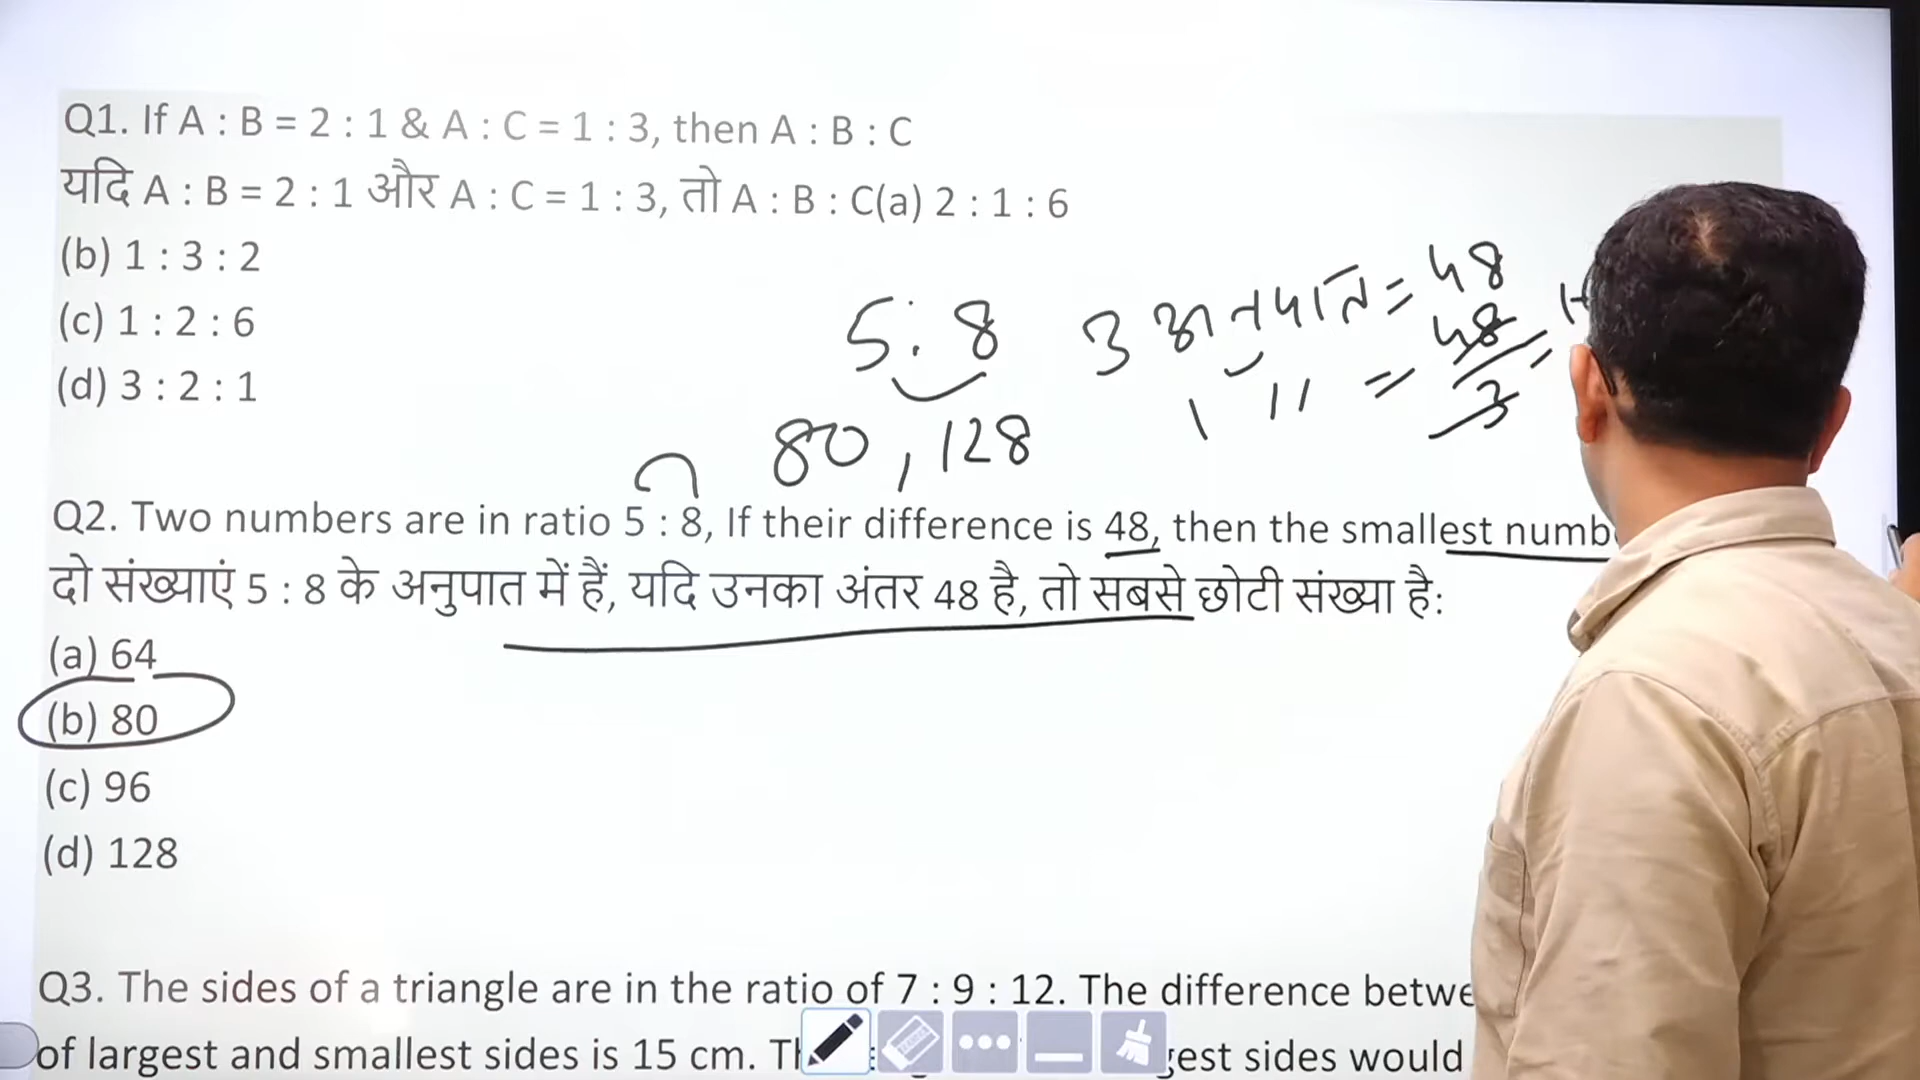 Q1. If A : B = 2 : 1 & A : C = 1 : 3, then A : B : C
यदि A : B = 2 : 1 और A : C = 1 : 3, तो A : B : C(a) 2 : 1 : 6
(b) 1 : 3 : 2
(c) 1 : 2 : 6
(d) 3 : 2 : 1
5 : 8
80 , 128
3 अनुपात = 48
1 " = 48/3 =
Q2. Two numbers are in ratio 5 : 8, If their difference is 48, then the smallest
दो संख्याएं 5 : 8 के अनुपात में हैं, यदि उनका अंतर 48 है, तो सबसे छोटी संख्या है:
(a) 64
(b) 80
(c) 96
(d) 128
Q3. The sides of a triangle are in the ratio of 7 : 9 : 12. The difference
of largest and smallest sides is 15 cm. sides would